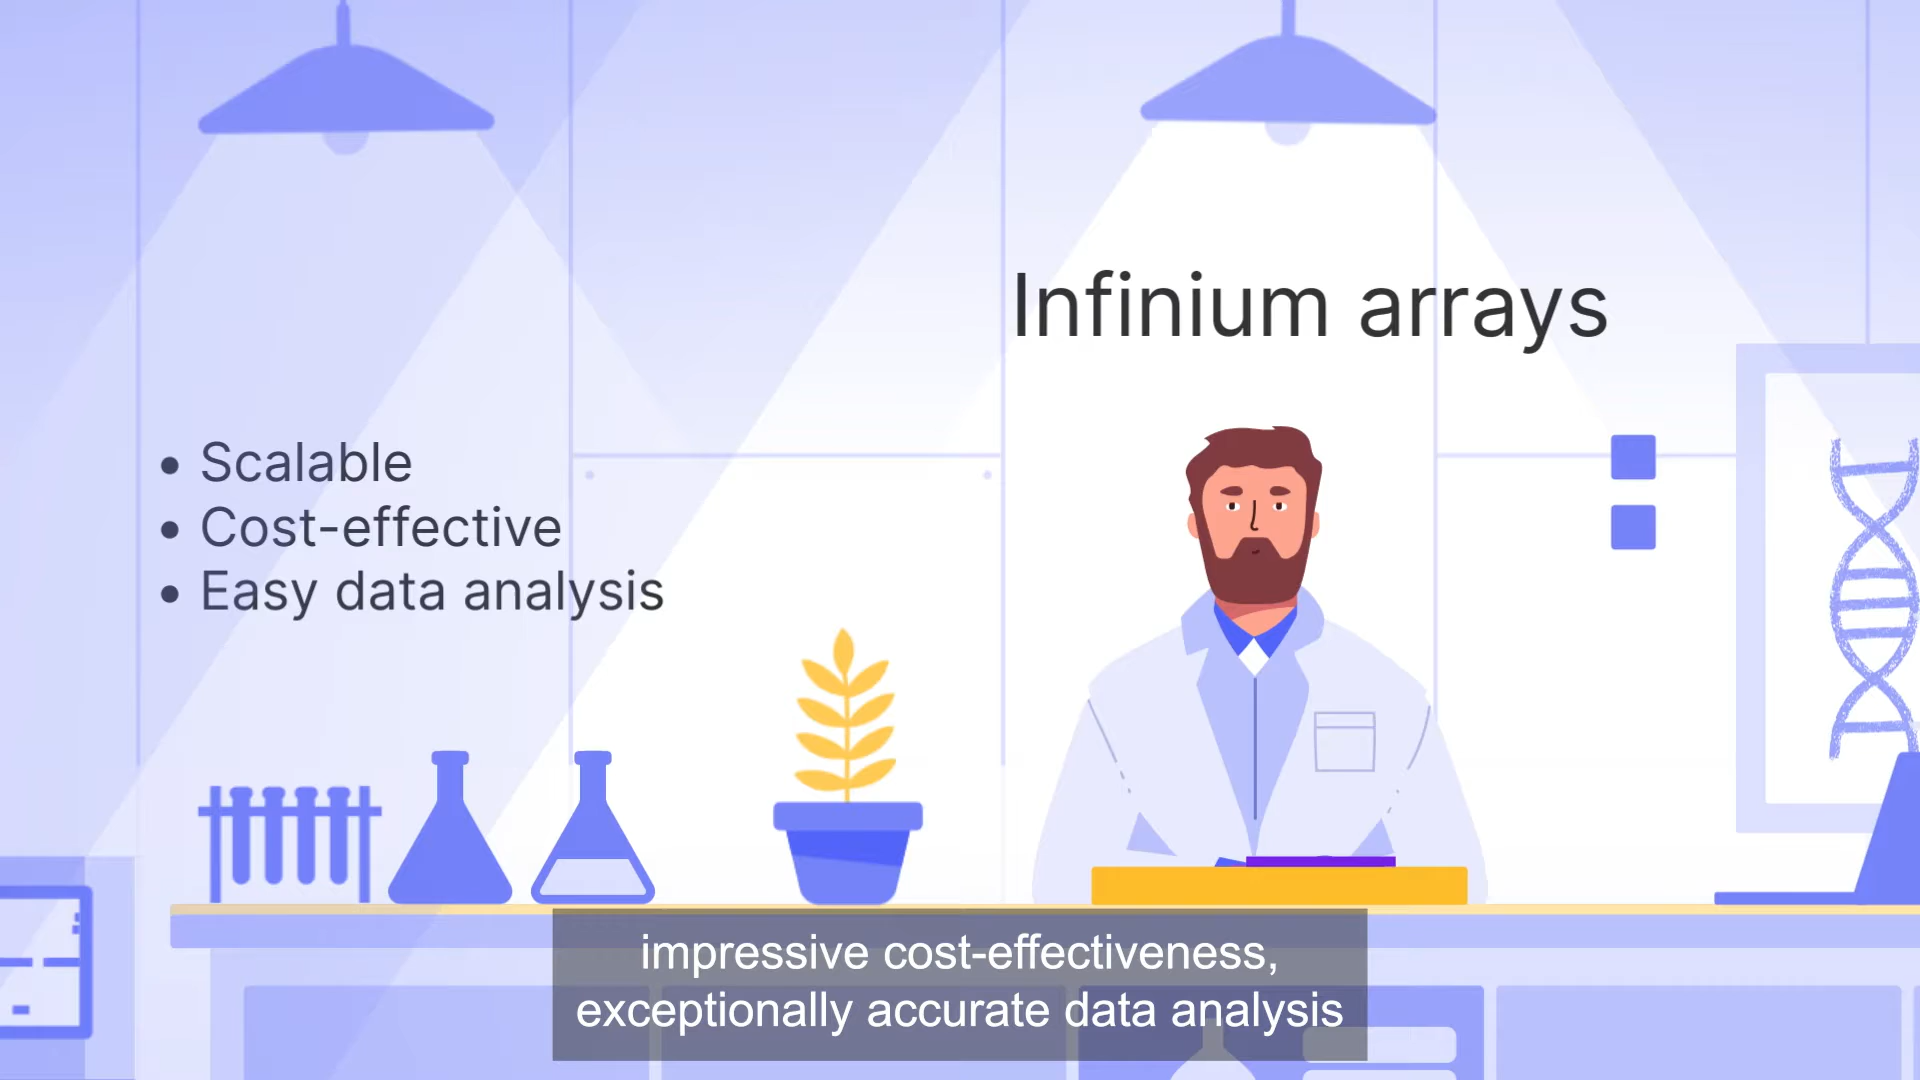 Infinium arrays
• Scalable
• Cost-effective
• Easy data analysis
impressive cost-effectiveness,
exceptionally accurate data analysis